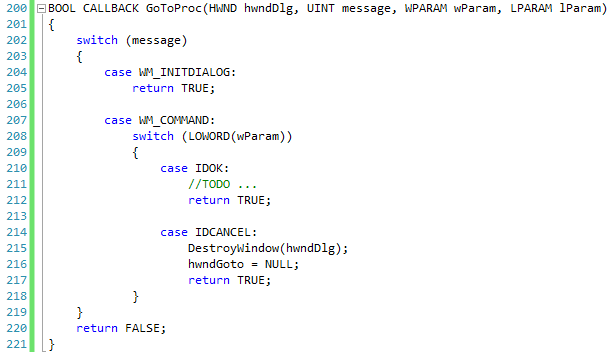 200 BOOL CALLBACK GoToProc(HWND hwndDlg, UINT message, WPARAM wParam, LPARAM lParam)
201 {
202     switch (message)
203     {
204         case WM_INITDIALOG:
205             return TRUE;
206
207         case WM_COMMAND:
208             switch (LOWORD(wParam))
209             {
210                 case IDOK:
211                     //TODO ...
212                     return TRUE;
213
214                 case IDCANCEL:
215                     DestroyWindow(hwndDlg);
216                     hwndGoto = NULL;
217                     return TRUE;
218             }
219     }
220     return FALSE;
221 }